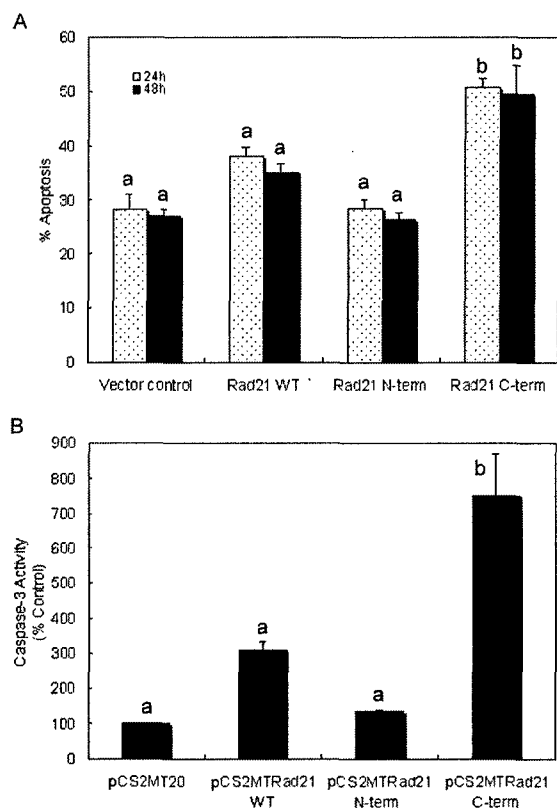 A
60
50
40
30
20
10
0
% Apoptosis
24h
48h
a a
a a
a a
b b
Vector control Rad21 WT Rad21 N-term Rad21 C-term
B
900
800
700
600
500
400
300
200
100
0
Caspase-3 Activity
(% Control)
a
a
a
b
pCS2MT20 pCS2MTRad21 pCS2MTRad21 pCS2MTRad21
WT N-term C-term